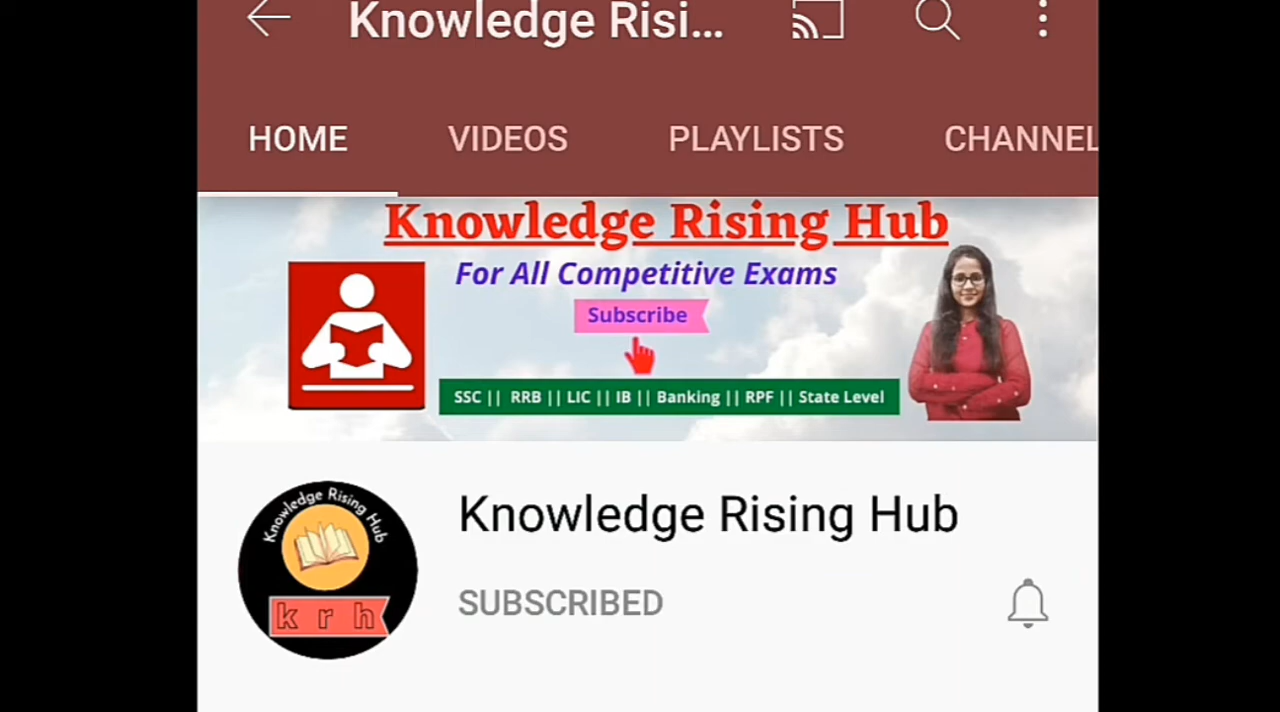 Knowledge Risi...
HOME VIDEOS PLAYLISTS CHANNEL
Knowledge Rising Hub
For All Competitive Exams
Subscribe
SSC || RRB || LIC || IB || Banking || RPF || State Level
Knowledge Rising Hub
k r h
Knowledge Rising Hub
SUBSCRIBED